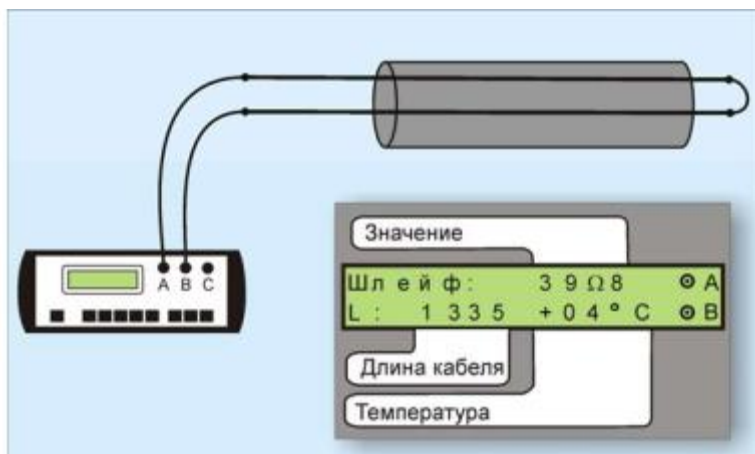 A B C
Значение
Шлейф: 39Ω8 ⊙ A
L: 1335 +04°C ⊙ B
Длина кабеля
Температура